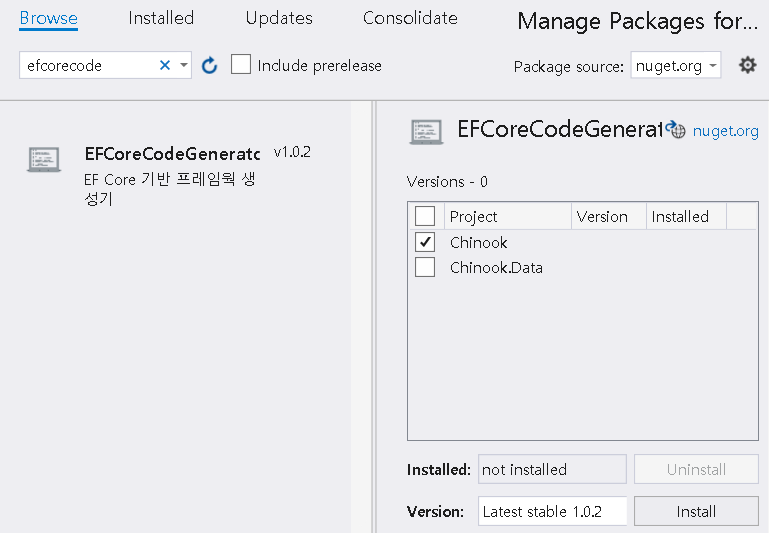 Browse Installed Updates Consolidate Manage Packages for...
efcorecode Include prerelease Package source: nuget.org
EFCoreCodeGenerato v1.0.2
EF Core 기반 프레임웍 생
성기
EFCoreCodeGenerat nuget.org
Versions - 0
Project Version Installed
Chinook
Chinook.Data
Installed: not installed Uninstall
Version: Latest stable 1.0.2 Install